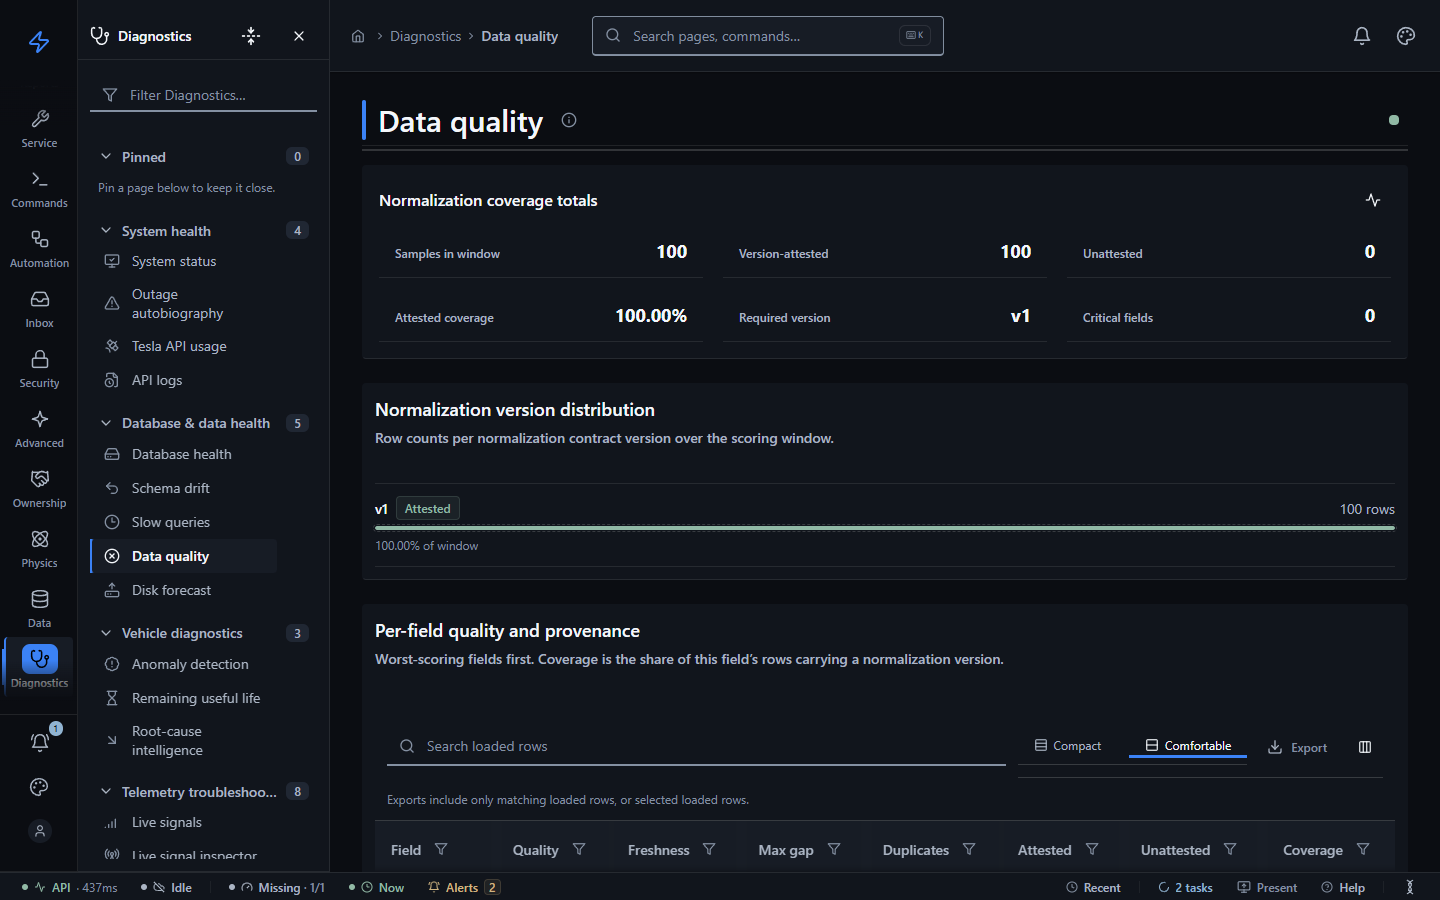 Diagnostics
Diagnostics
Data quality
Search pages, commands...
K
Filter Diagnostics...
Service
Commands
Automation
Inbox
Security
Advanced
Ownership
Physics
Data
Diagnostics
1
Pinned
0
Pin a page below to keep it close.
System health
4
System status
Outage
autobiography
Tesla API usage
API logs
Database & data health
5
Database health
Schema drift
Slow queries
Data quality
Disk forecast
Vehicle diagnostics
3
Anomaly detection
Remaining useful life
Root-cause
intelligence
Telemetry troubleshoo...
8
Live signals
Live signal inspector
Data quality
Normalization coverage totals
Samples in window
100
Version-attested
100
Unattested
0
Attested coverage
100.00%
Required version
v1
Critical fields
0
Normalization version distribution
Row counts per normalization contract version over the scoring window.
v1
Attested
100 rows
100.00% of window
Per-field quality and provenance
Worst-scoring fields first. Coverage is the share of this field's rows carrying a normalization version.
Search loaded rows
Compact
Comfortable
Export
Exports include only matching loaded rows, or selected loaded rows.
Field
Quality
Freshness
Max gap
Duplicates
Attested
Unattested
Coverage
API · 437ms
Idle
Missing · 1/1
Now
Alerts
2
Recent
2 tasks
Present
Help